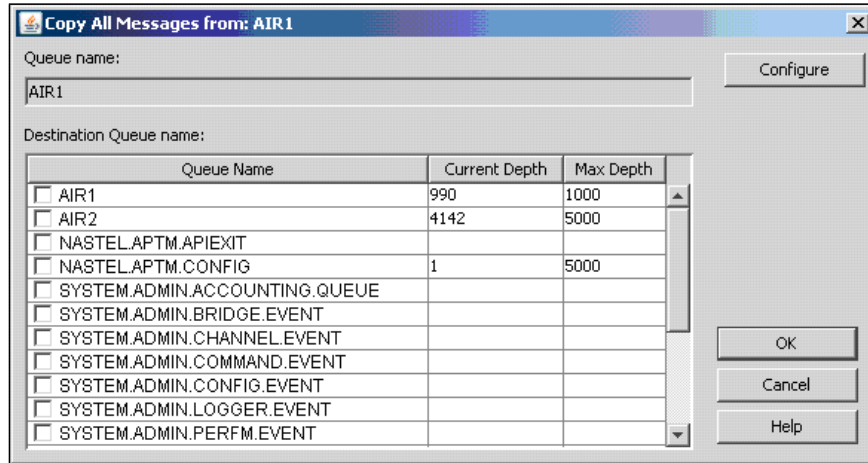 Copy All Messages from: AIR1
Queue name:
Configure
AIR1
Destination Queue name:
Queue Name Current Depth Max Depth
AIR1 990 1000
AIR2 4142 5000
NASTEL.APTM.APIEXIT
NASTEL.APTM.CONFIG 1 5000
SYSTEM.ADMIN.ACCOUNTING.QUEUE
SYSTEM.ADMIN.BRIDGE.EVENT
SYSTEM.ADMIN.CHANNEL.EVENT
SYSTEM.ADMIN.COMMAND.EVENT
SYSTEM.ADMIN.CONFIG.EVENT
SYSTEM.ADMIN.LOGGER.EVENT
SYSTEM.ADMIN.PERFM.EVENT
OK
Cancel
Help